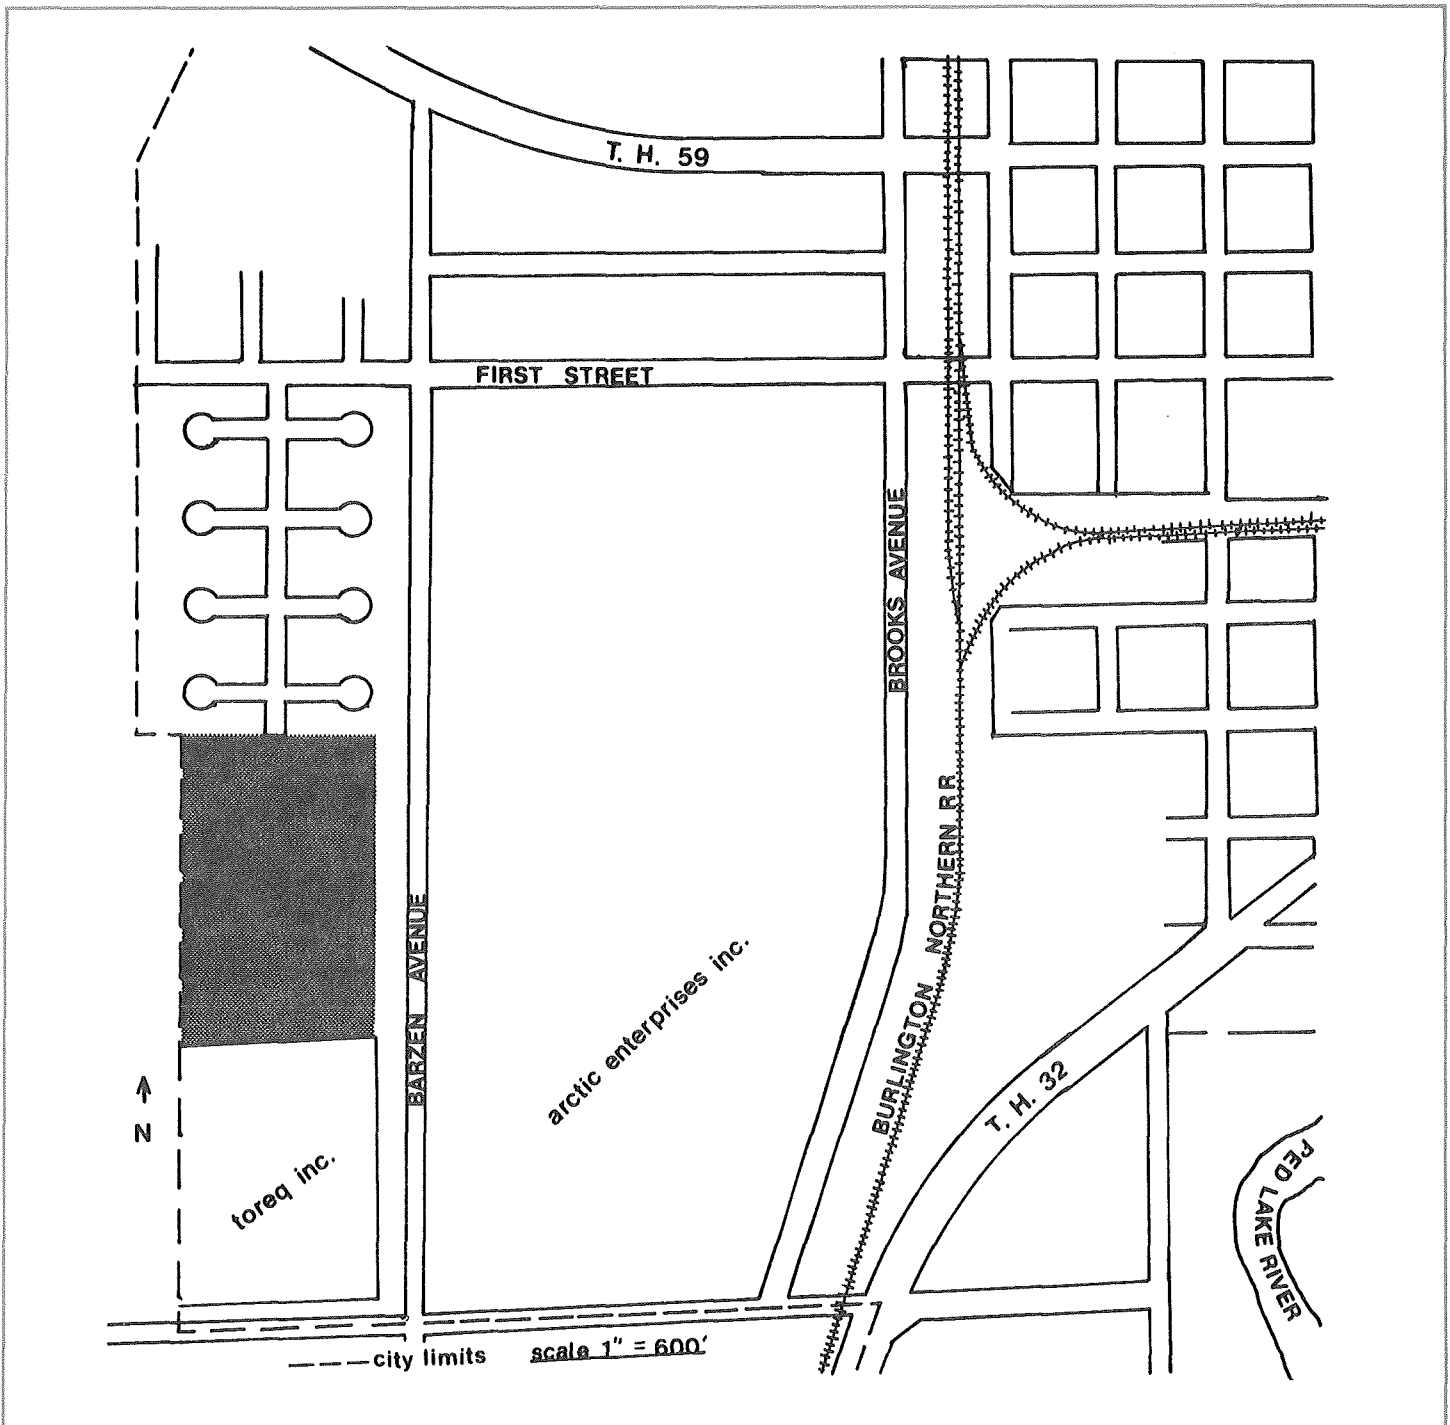 T. H. 59
FIRST STREET
BROOKS AVENUE
BURLINGTON NORTHERN RR
BARZEN AVENUE
arctic enterprises inc.
T. H. 32
N
toreq inc.
RED LAKE RIVER
city limits
scale 1" = 600'